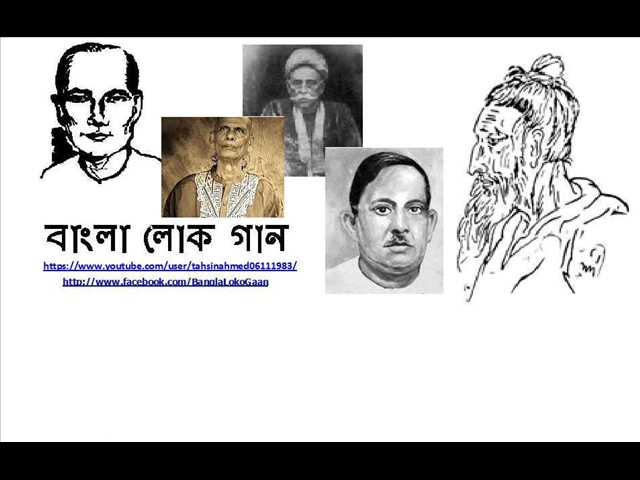 বাংলা লোক গান
https://www.youtube.com/user/tahsinahmed06111983/
http://www.facebook.com/BanglaLokoGaan